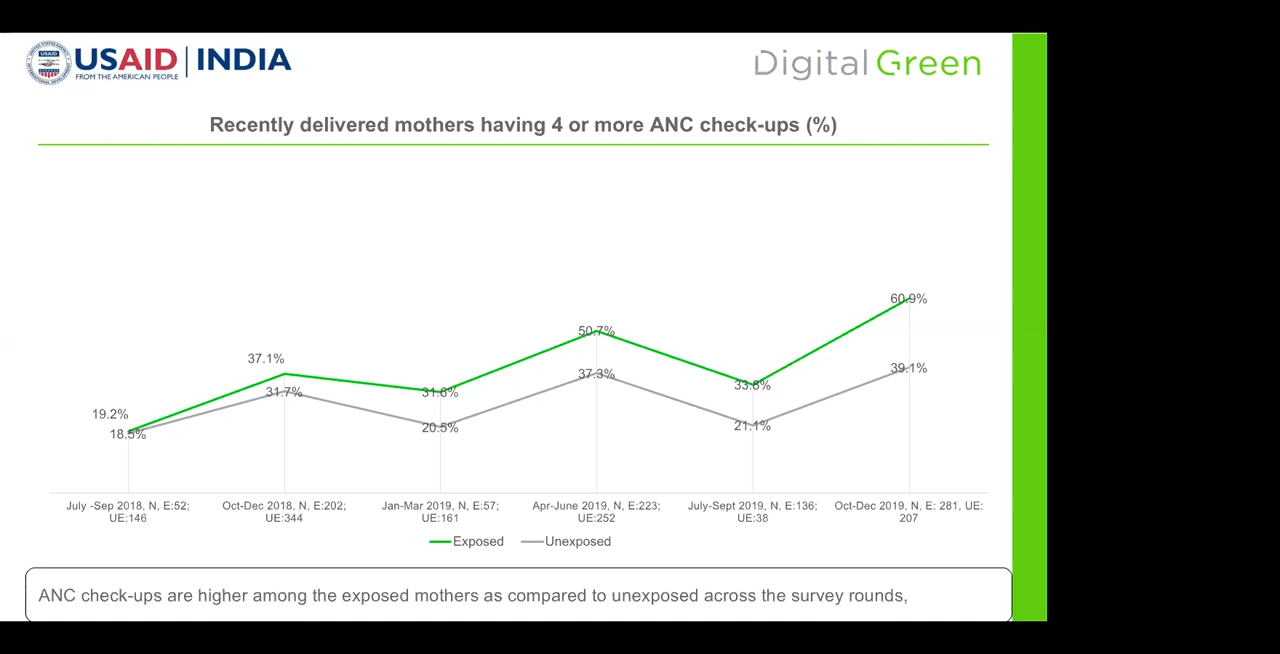 USAID | INDIA
FROM THE AMERICAN PEOPLE
Digital Green
Recently delivered mothers having 4 or more ANC check-ups (%)
60.9%
50.7%
37.1%
39.1%
37.3%
33.8%
31.7%
31.6%
19.2%
18.5%
20.5%
21.1%
July -Sep 2018, N, E:52;
UE:146
Oct-Dec 2018, N, E:202;
UE:344
Jan-Mar 2019, N, E:57;
UE:161
Apr-June 2019, N, E:223;
UE:252
July-Sept 2019, N, E:136;
UE:38
Oct-Dec 2019, N, E: 281, UE:
207
Exposed
Unexposed
ANC check-ups are higher among the exposed mothers as compared to unexposed across the survey rounds,